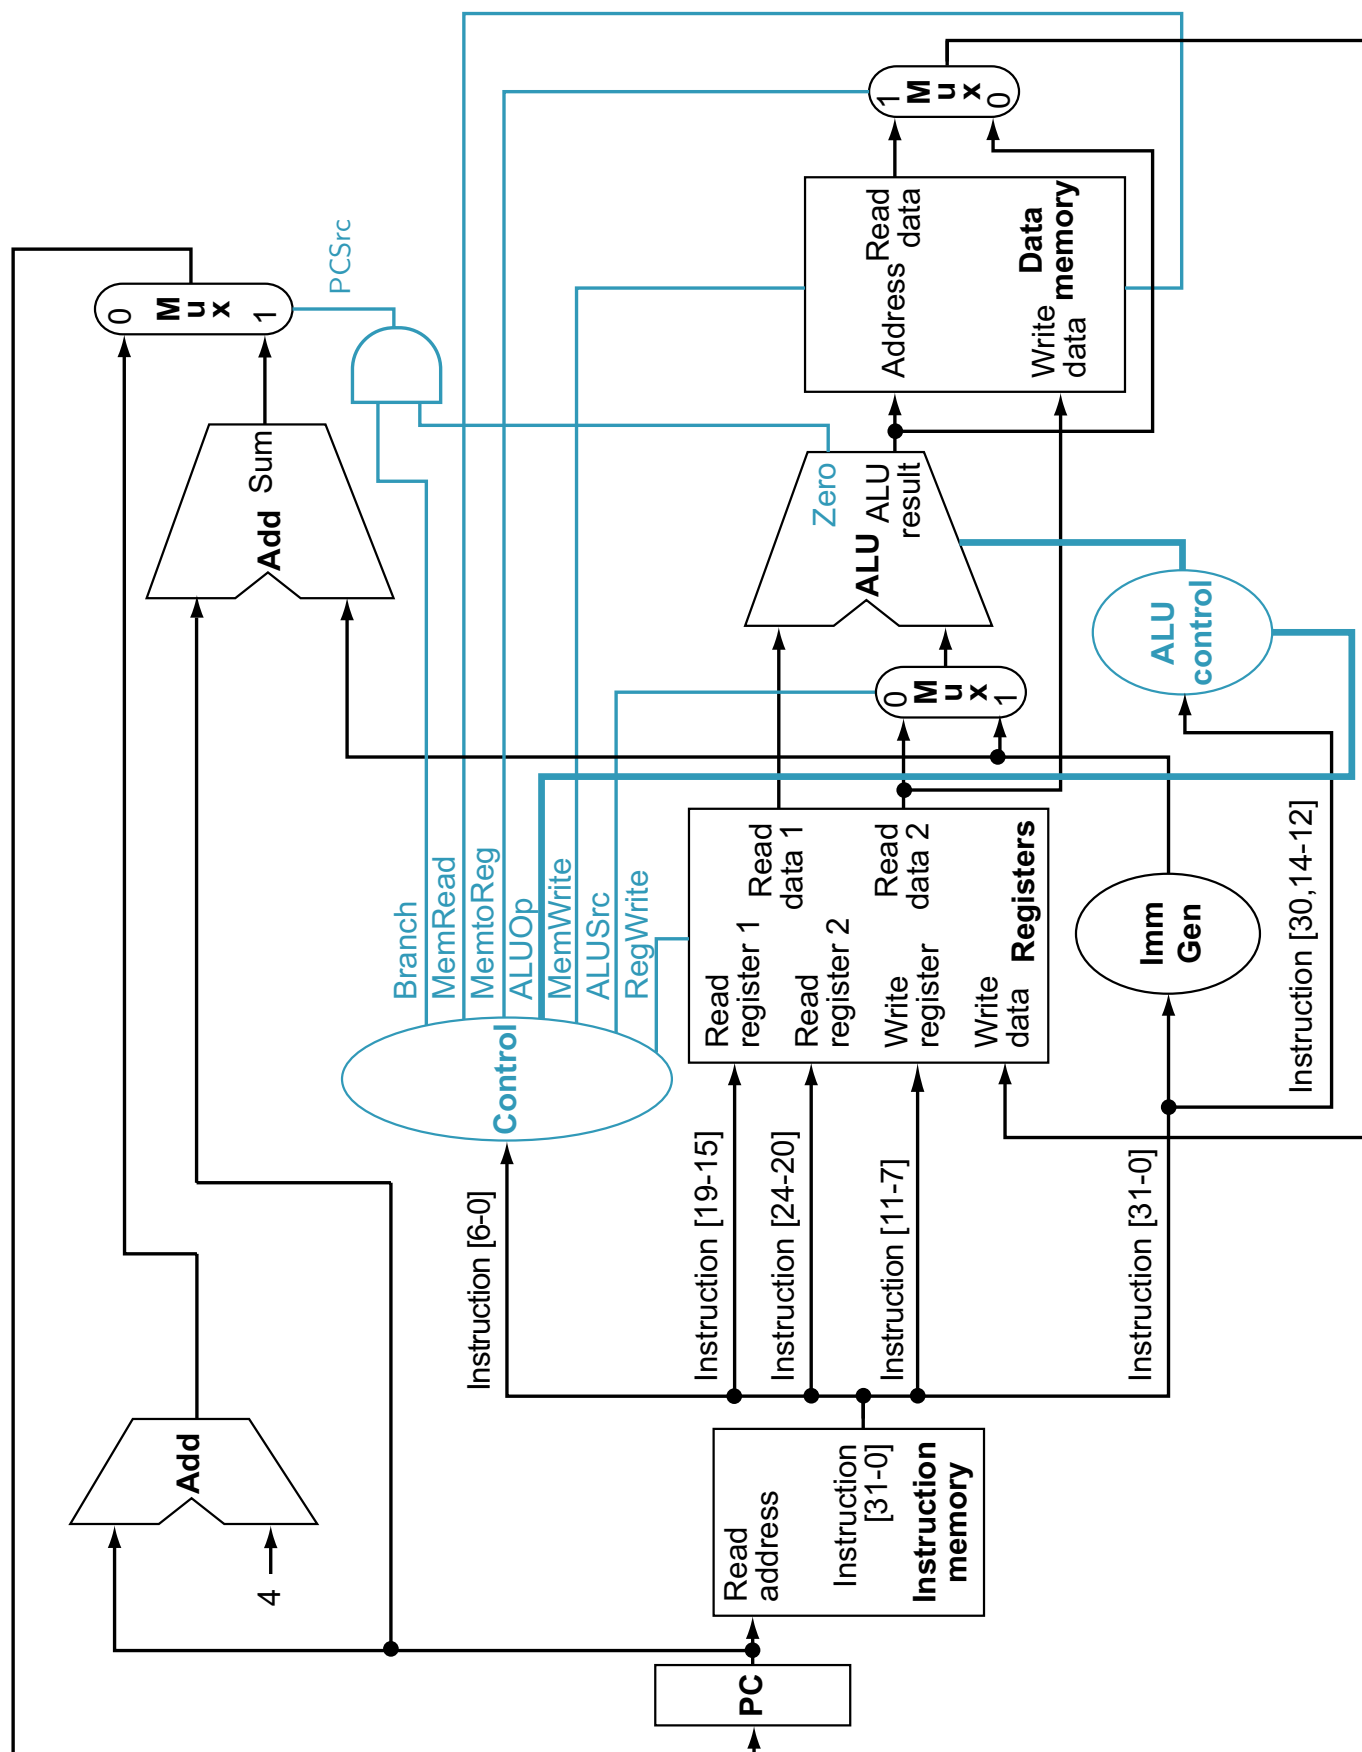 0
M
u
x
1
PCSrc
Add
Sum
Add
4
Branch
MemRead
MemtoReg
ALUOp
MemWrite
ALUSrc
RegWrite
Control
Instruction [6-0]
Instruction [19-15]
Instruction [24-20]
Instruction [11-7]
Instruction [31-0]
Instruction [30,14-12]
PC
Read
address
Instruction
[31-0]
Instruction
memory
Read
register 1
Read
register 2
Write
register
Write
data
Read
data 1
Read
data 2
Registers
Imm
Gen
0
M
u
x
1
Zero
ALU
ALU
result
ALU
control
Address
Read
data
Write
data
Data
memory
1
M
u
x
0